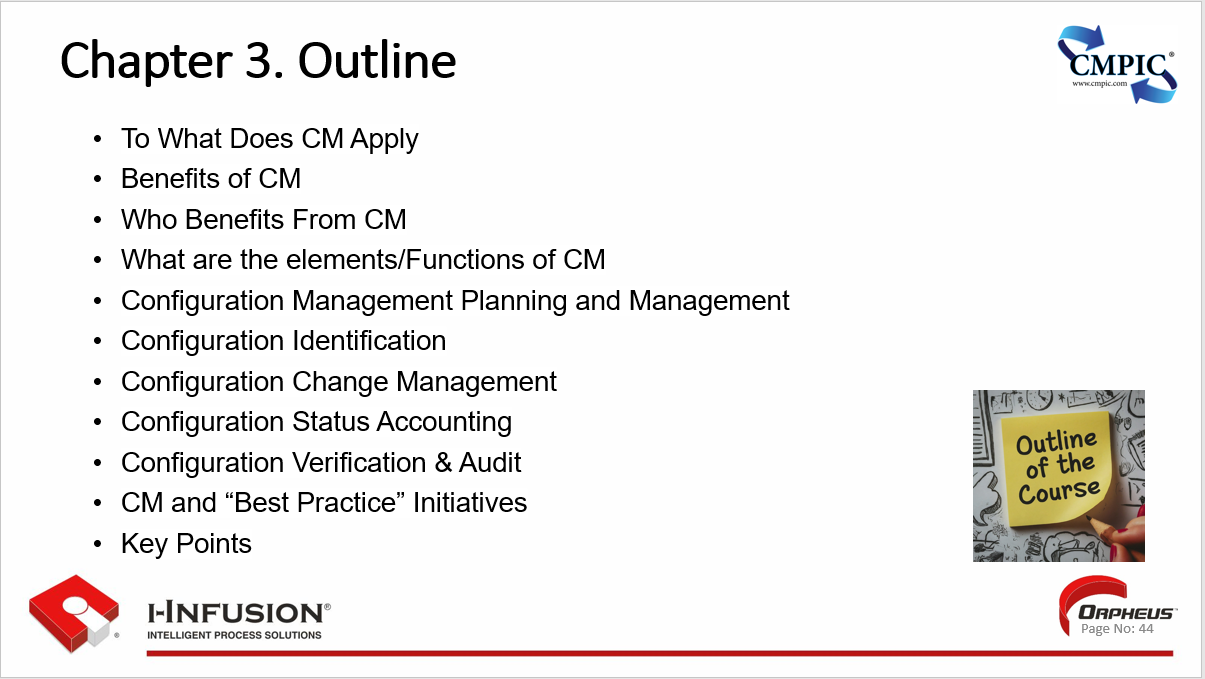 Chapter 3. Outline
CMPIC®
www.cmpic.com
• To What Does CM Apply
• Benefits of CM
• Who Benefits From CM
• What are the elements/Functions of CM
• Configuration Management Planning and Management
• Configuration Identification
• Configuration Change Management
• Configuration Status Accounting
• Configuration Verification & Audit
• CM and “Best Practice” Initiatives
• Key Points
Outline
of the
Course
I-INFUSION®
INTELLIGENT PROCESS SOLUTIONS
®
ORPHEUS™
Page No: 44